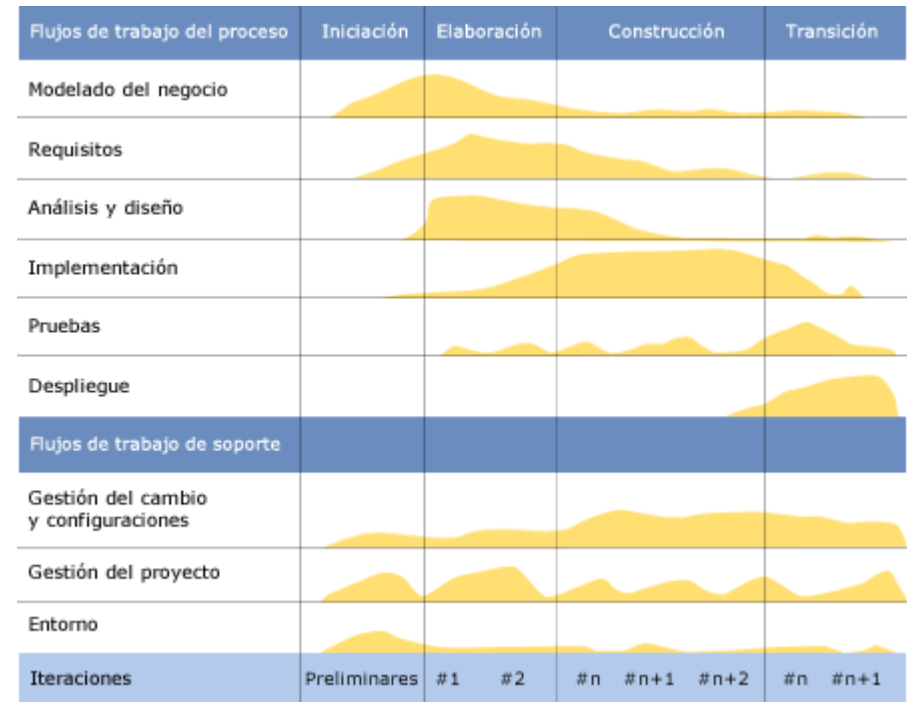 Flujos de trabajo del proceso Iniciación Elaboración Construcción Transición
Modelado del negocio
Requisitos
Análisis y diseño
Implementación
Pruebas
Despliegue
Flujos de trabajo de soporte
Gestión del cambio
y configuraciones
Gestión del proyecto
Entorno
Iteraciones Preliminares #1 #2 #n #n+1 #n+2 #n #n+1